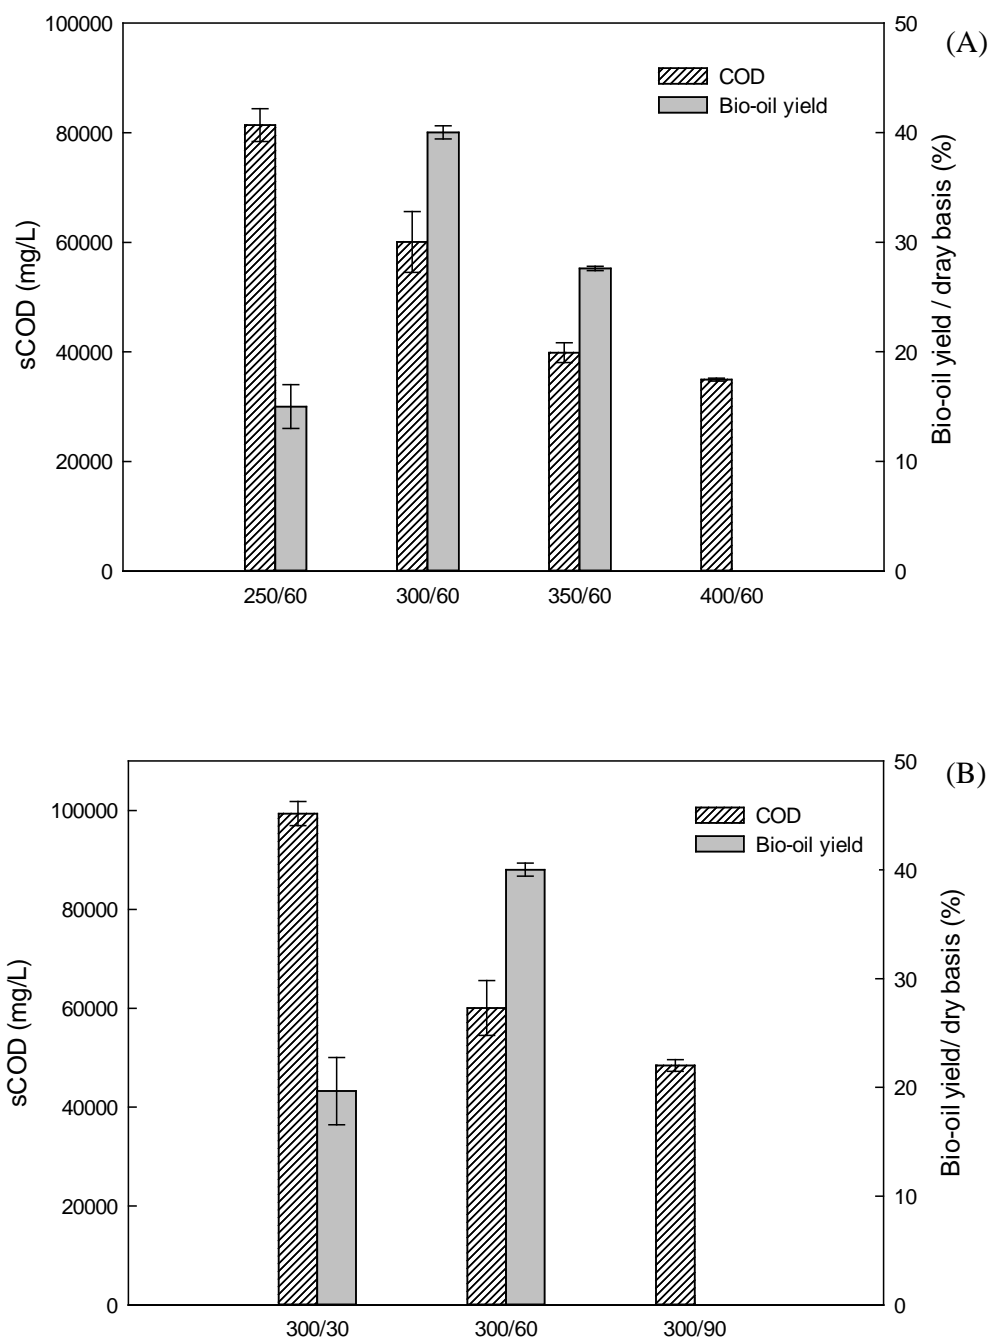 (A)
COD
Bio-oil yield
100000
80000
60000
40000
20000
0
sCOD (mg/L)
50
40
30
20
10
0
Bio-oil yield / dray basis (%)
250/60 300/60 350/60 400/60
(B)
COD
Bio-oil yield
100000
80000
60000
40000
20000
0
sCOD (mg/L)
50
40
30
20
10
0
Bio-oil yield/ dry basis (%)
300/30 300/60 300/90